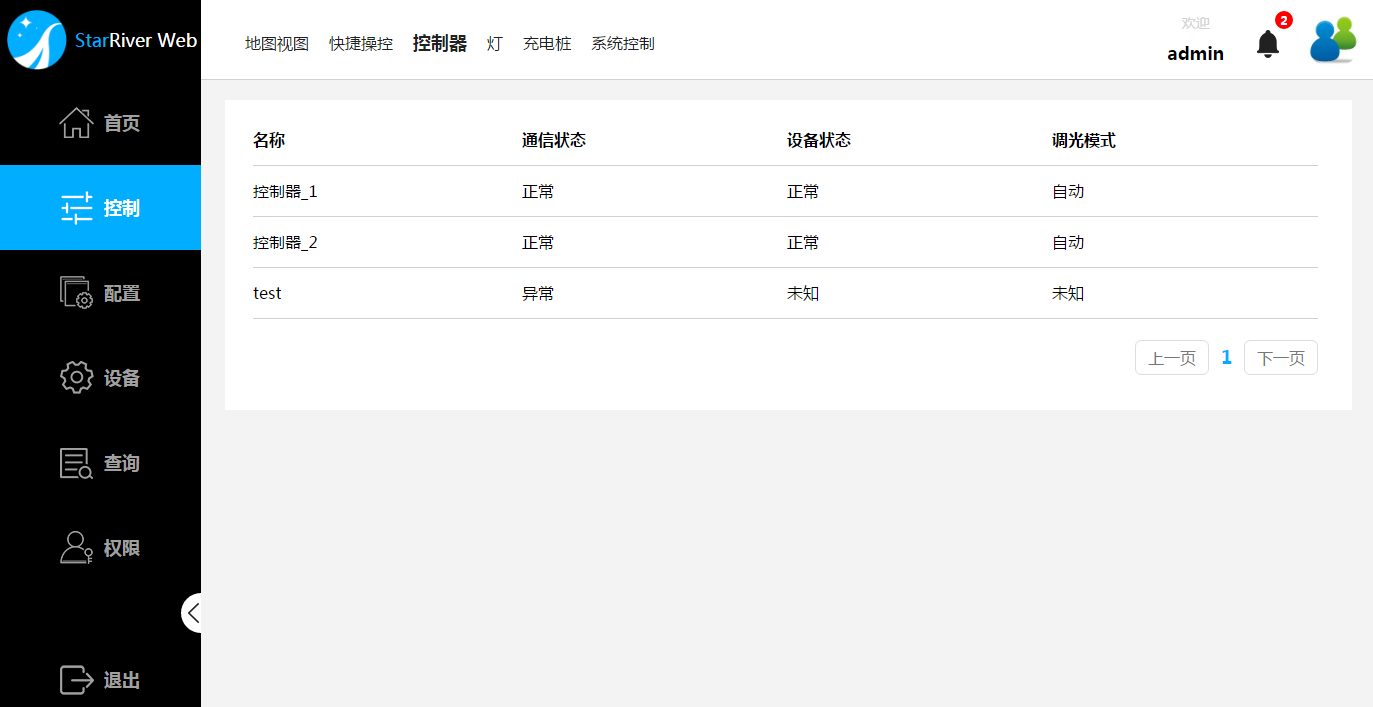 StarRiver Web
首页
控制
配置
设备
查询
权限
退出
地图视图 快捷操控 控制器 灯 充电桩 系统控制
欢迎
admin
2
名称 通信状态 设备状态 调光模式
控制器_1 正常 正常 自动
控制器_2 正常 正常 自动
test 异常 未知 未知
上一页 1 下一页